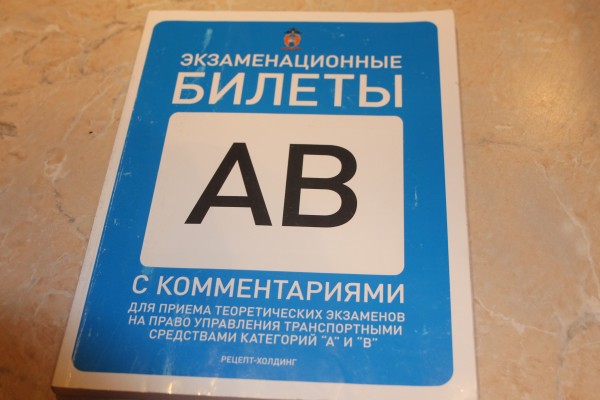 ЭКЗАМЕНАЦИОННЫЕ
БИЛЕТЫ
АВ
С КОММЕНТАРИЯМИ
ДЛЯ ПРИЕМА ТЕОРЕТИЧЕСКИХ ЭКЗАМЕНОВ
НА ПРАВО УПРАВЛЕНИЯ ТРАНСПОРТНЫМИ
СРЕДСТВАМИ КАТЕГОРИЙ "А" И "В"
РЕЦЕПТ-ХОЛДИНГ